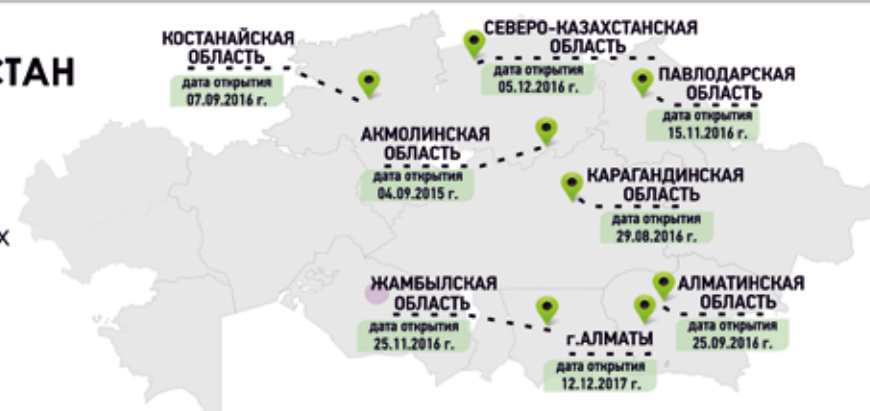 СТАН
КОСТАНАЙСКАЯ
ОБЛАСТЬ
дата открытия
07.09.2016 г.
СЕВЕРО-КАЗАХСТАНСКАЯ
ОБЛАСТЬ
дата открытия
05.12.2016 г.
ПАВЛОДАРСКАЯ
ОБЛАСТЬ
дата открытия
15.11.2016 г.
АКМОЛИНСКАЯ
ОБЛАСТЬ
дата открытия
04.09.2015 г.
КАРАГАНДИНСКАЯ
ОБЛАСТЬ
дата открытия
29.08.2016 г.
х
ЖАМБЫЛСКАЯ
ОБЛАСТЬ
дата открытия
25.11.2016 г.
г.АЛМАТЫ
дата открытия
12.12.2017 г.
АЛМАТИНСКАЯ
ОБЛАСТЬ
дата открытия
25.09.2016 г.